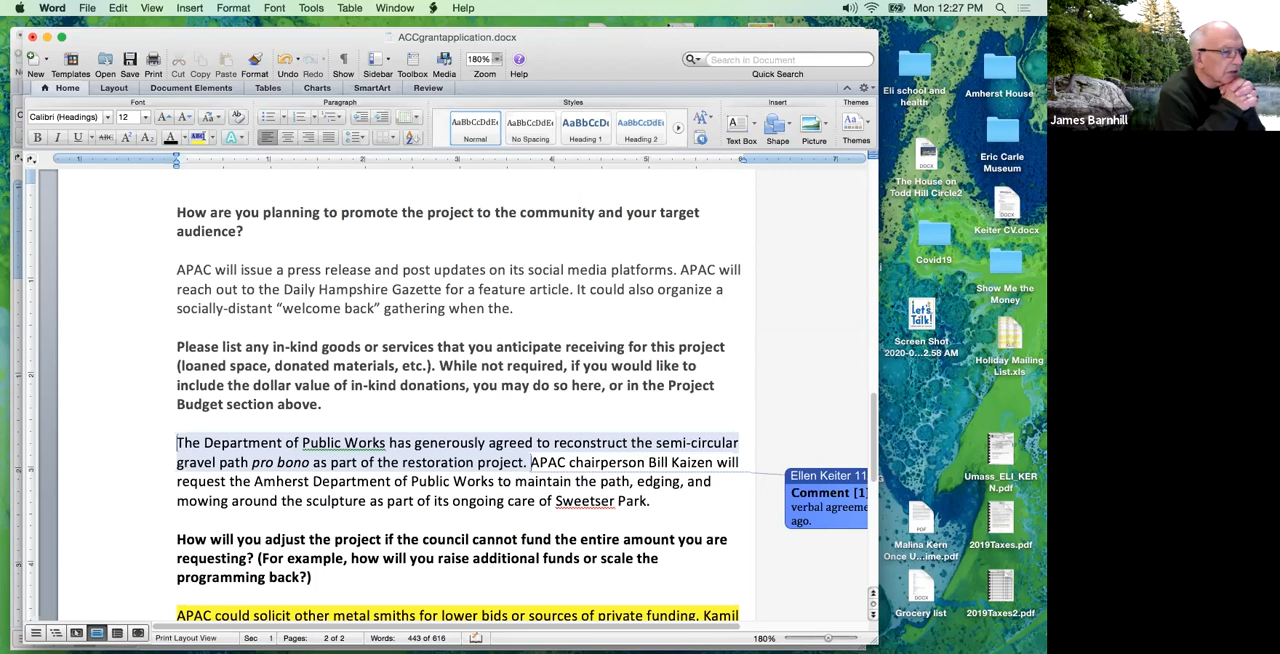 Word File Edit View Insert Format Font Tools Table Window Help
Mon 12:27 PM
ACCgrantapplication.docx
180%
Search in Document
New Templates Open Save Print Cut Copy Paste Format Undo Redo Show Sidebar Toolbox Media Zoom Help
Quick Search
Home Layout Document Elements Tables Charts SmartArt Review
Font Paragraph Styles Insert Themes
Calibri (Headings) 12
AaBbCcDdEe AaBbCcDdEe AaBbCcDc AaBbCcDdEe
Normal No Spacing Heading 1 Heading 2
Text Box Shape Picture Themes
How are you planning to promote the project to the community and your target
audience?
APAC will issue a press release and post updates on its social media platforms. APAC will
reach out to the Daily Hampshire Gazette for a feature article. It could also organize a
socially-distant “welcome back” gathering when the.
Please list any in-kind goods or services that you anticipate receiving for this project
(loaned space, donated materials, etc.). While not required, if you would like to
include the dollar value of in-kind donations, you may do so here, or in the Project
Budget section above.
The Department of Public Works has generously agreed to reconstruct the semi-circular
gravel path pro bono as part of the restoration project. APAC chairperson Bill Kaizen will
request the Amherst Department of Public Works to maintain the path, edging, and
mowing around the sculpture as part of its ongoing care of Sweetser Park.
How will you adjust the project if the council cannot fund the entire amount you are
requesting? (For example, how will you raise additional funds or scale the
programming back?)
APAC could solicit other metal smiths for lower bids or sources of private funding. Kamil
Ellen Keiter 11
Comment [1]
verbal agreeme
ago.
Print Layout View Sec 1 Pages: 2 of 2 Words: 443 of 616 180%
Eli school and
health
Amherst House
DOCX
The House on
Todd Hill Circle2
Eric Carle
Museum
DOCX
Keiter CV.docx
Covid19
Show Me the
Money
Let's
Talk!
Screen Shot
2020-0...2.58 AM
Holiday Mailing
List.xls
Umass_ELI_KER
N.pdf
PDF
Malina Kern
Once U...ime.pdf
2019Taxes.pdf
DOCX
Grocery list
2019Taxes2.pdf
James Barnhill